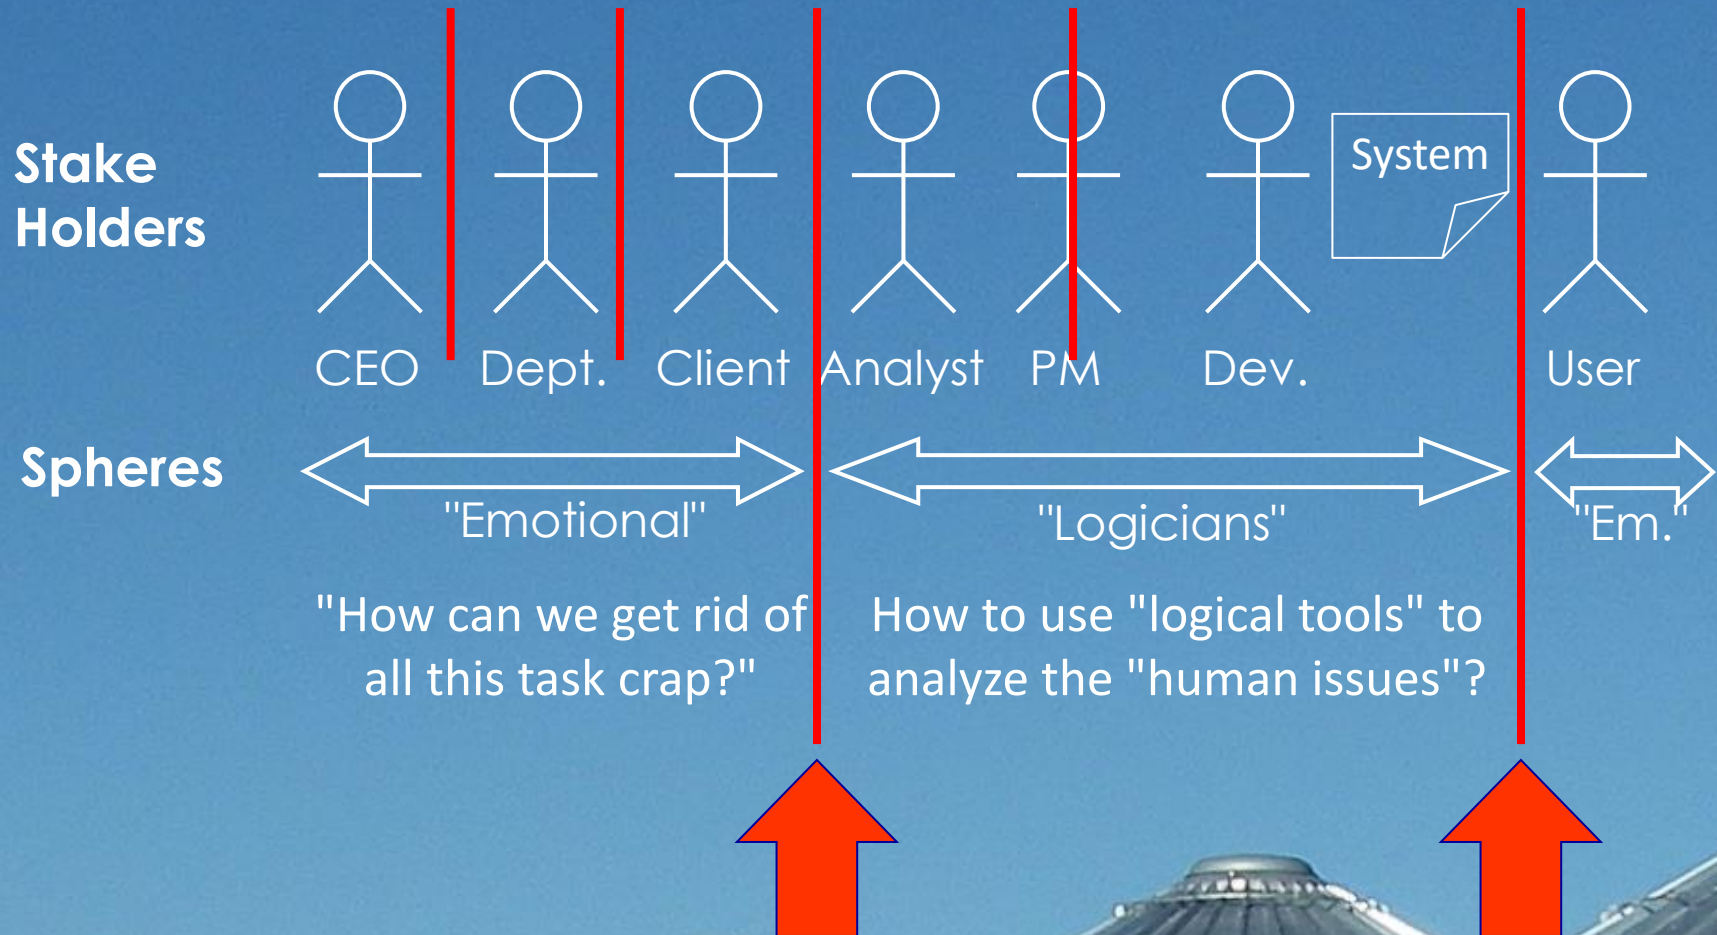 Stake
Holders
System
CEO
Dept.
Client
Analyst
PM
Dev.
User
Spheres
"Emotional"
"Logicians"
"Em."
"How can we get rid of
all this task crap?"
How to use "logical tools" to
analyze the "human issues"?